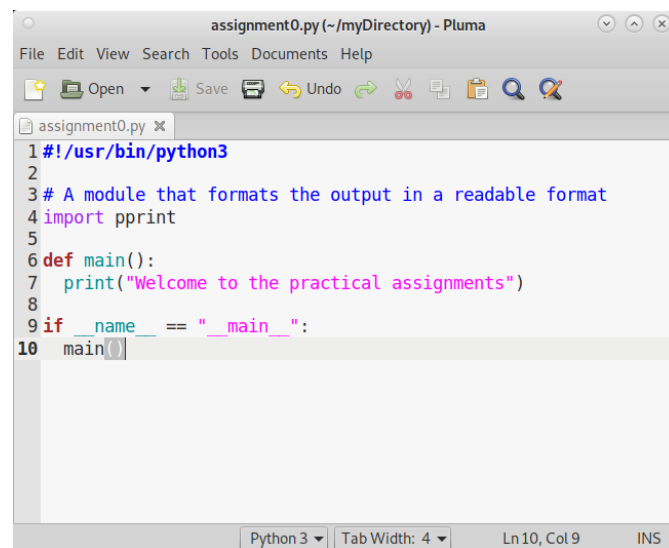 assignment0.py (~/myDirectory) - Pluma
File Edit View Search Tools Documents Help
Open Save Undo
assignment0.py
1 #!/usr/bin/python3
2
3 # A module that formats the output in a readable format
4 import pprint
5
6 def main():
7   print("Welcome to the practical assignments")
8
9 if __name__ == "__main__":
10   main()
Python 3 Tab Width: 4 Ln 10, Col 9 INS